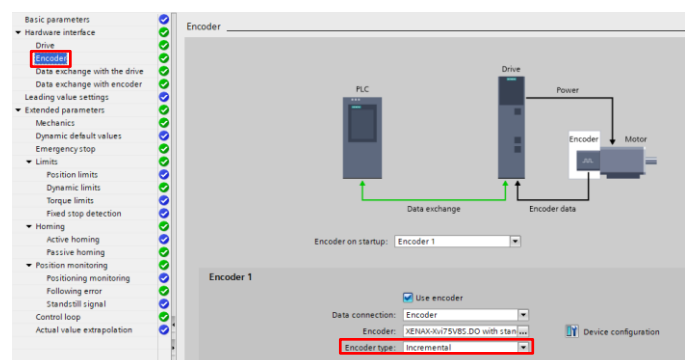 Basic parameters
Hardware interface
Drive
Encoder
Data exchange with the drive
Data exchange with encoder
Leading value settings
Extended parameters
Mechanics
Dynamic default values
Emergency stop
Limits
Position limits
Dynamic limits
Torque limits
Fixed stop detection
Homing
Active homing
Passive homing
Position monitoring
Positioning monitoring
Following error
Standstill signal
Control loop
Actual value extrapolation
Encoder
PLC
Drive
Power
Encoder
Motor
Data exchange
Encoder data
Encoder on startup: Encoder 1
Encoder 1
Use encoder
Data connection: Encoder
Encoder: XENAX-Xvi75V8S.DO with stan ...
Device configuration
Encoder type: Incremental